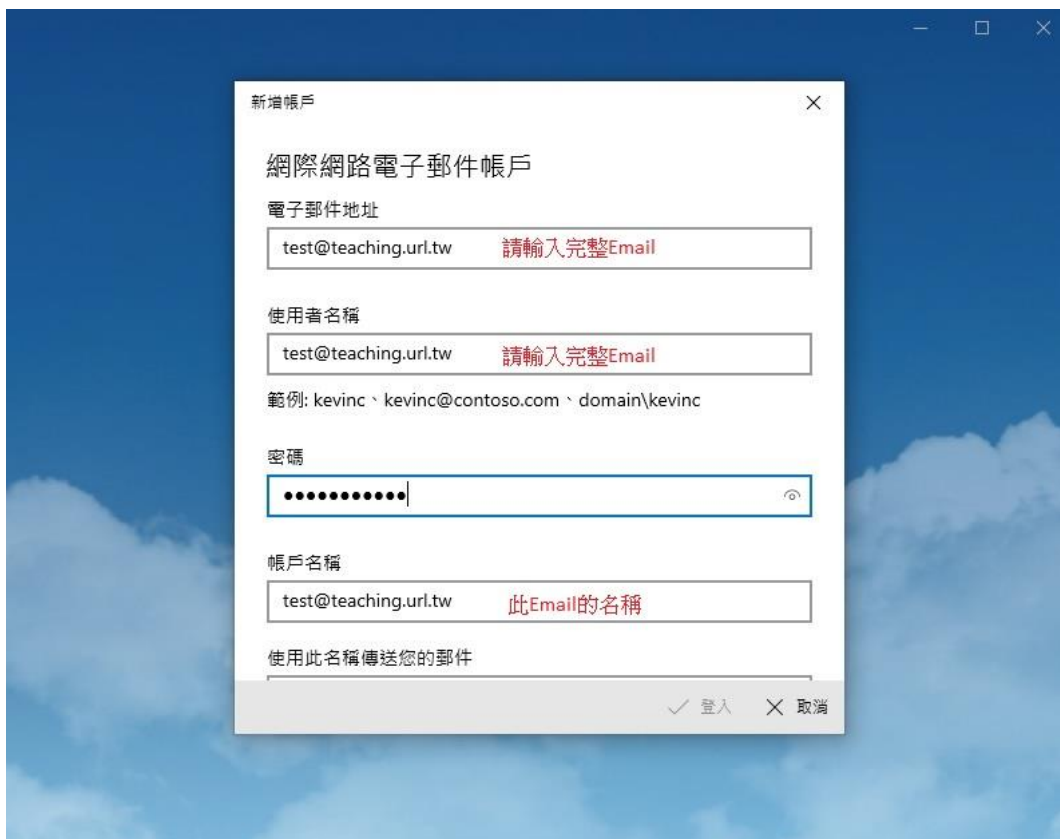 新增帳戶
網際網路電子郵件帳戶
電子郵件地址
test@teaching.url.tw 請輸入完整Email
使用者名稱
test@teaching.url.tw 請輸入完整Email
範例: kevinc、kevinc@contoso.com、domain\kevinc
密碼
●●●●●●●●●●●
帳戶名稱
test@teaching.url.tw 此Email的名稱
使用此名稱傳送您的郵件
登入 取消